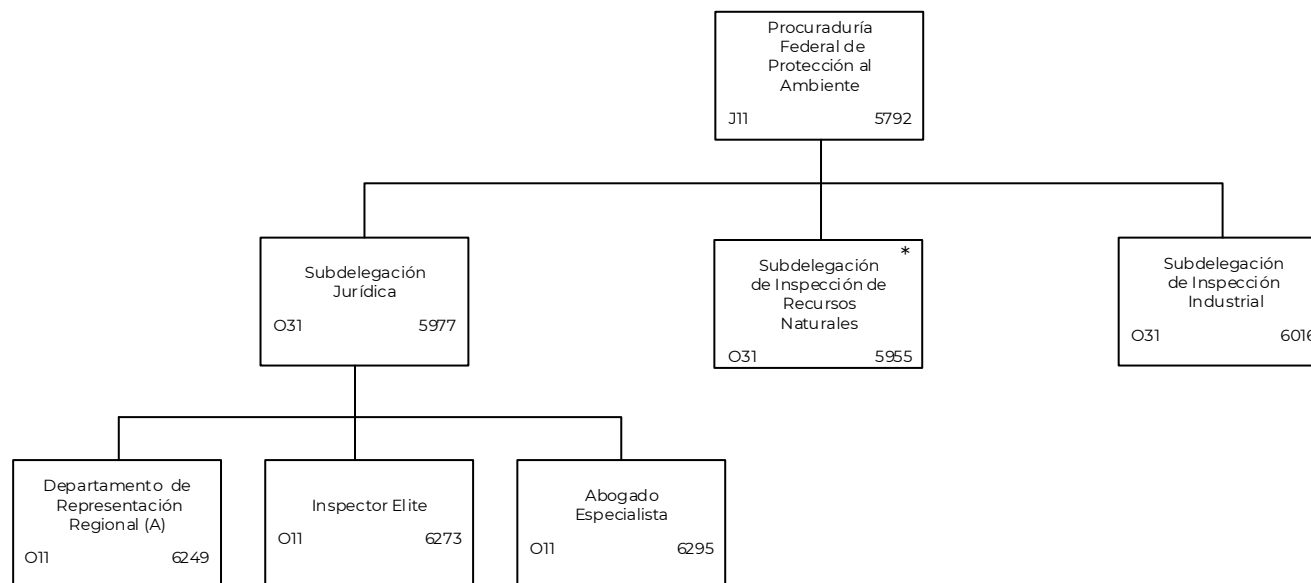 Procuraduría
Federal de
Protección al
Ambiente
J11 5792
Subdelegación
Jurídica
O31 5977
*
Subdelegación
de Inspección de
Recursos
Naturales
O31 5955
Subdelegación
de Inspección
Industrial
O31 6016
Departamento de
Representación
Regional (A)
O11 6249
Inspector Elite
O11 6273
Abogado
Especialista
O11 6295